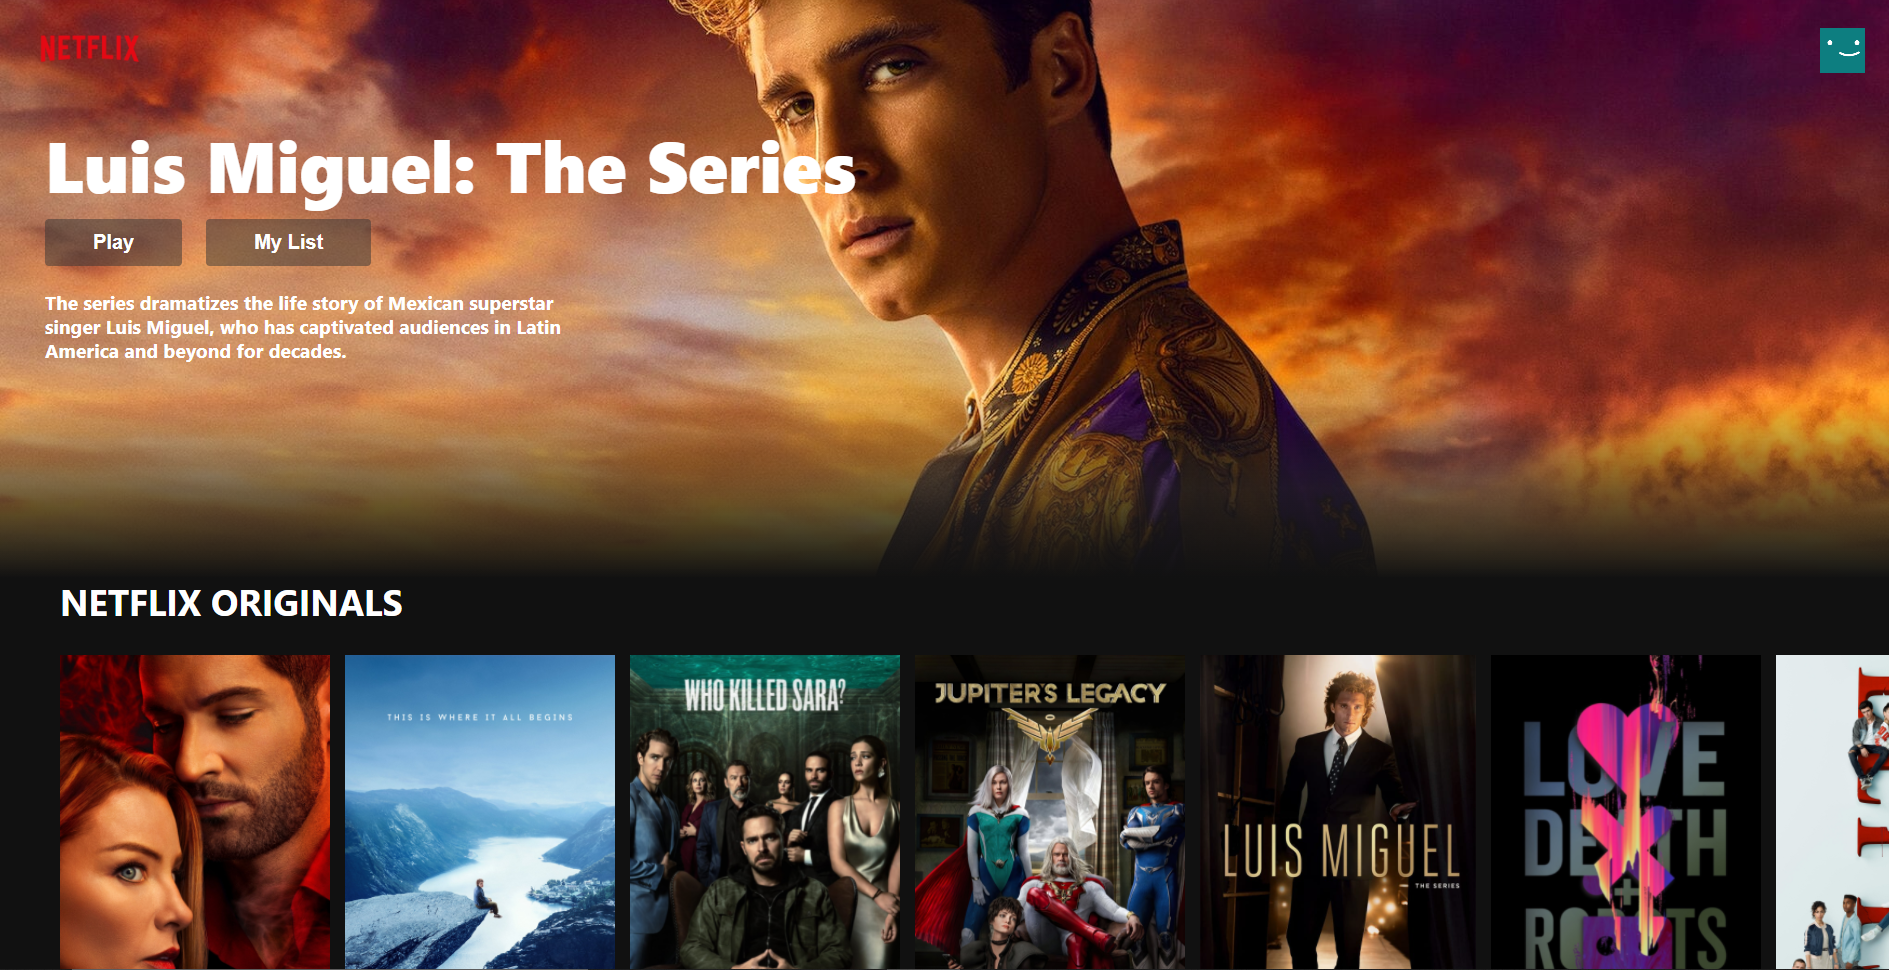 NETFLIX
Luis Miguel: The Series
Play
My List
The series dramatizes the life story of Mexican superstar
singer Luis Miguel, who has captivated audiences in Latin
America and beyond for decades.
NETFLIX ORIGINALS
THIS IS WHERE IT ALL BEGINS
WHO KILLED SARA?
JUPITER'S LEGACY
LUIS MIGUEL
THE SERIES
LOVE
DEATH
+
ROBOTS